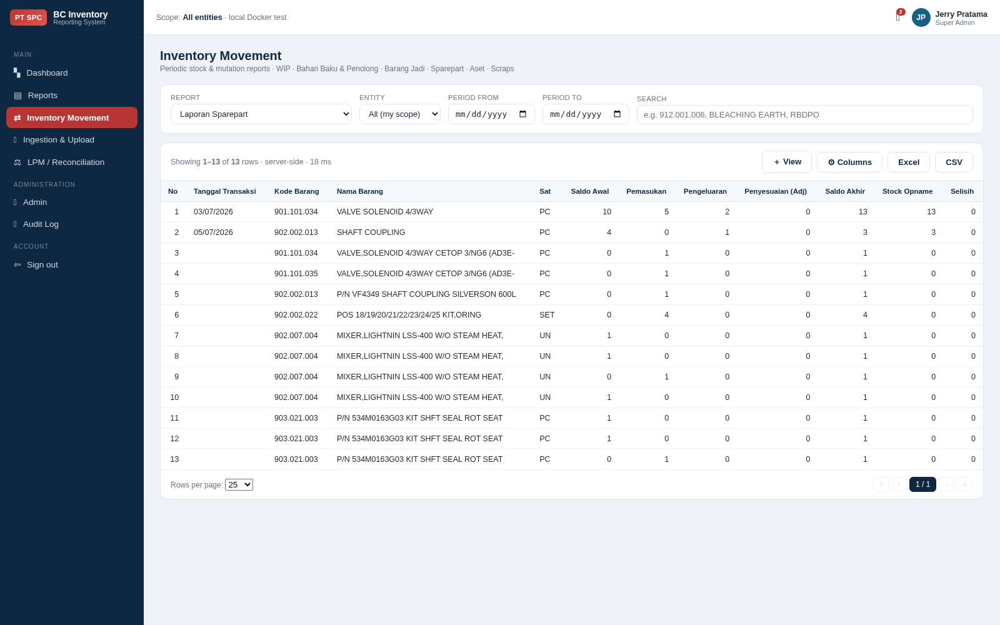 PT SPC
BC Inventory
Reporting System
MAIN
Dashboard
Reports
Inventory Movement
Ingestion & Upload
LPM / Reconciliation
ADMINISTRATION
Admin
Audit Log
ACCOUNT
Sign out
Scope: All entities · local Docker test
2
JP
Jerry Pratama
Super Admin
Inventory Movement
Periodic stock & mutation reports · WIP · Bahan Baku & Penolong · Barang Jadi · Sparepart · Aset · Scraps
REPORT ENTITY PERIOD FROM PERIOD TO SEARCH
Laporan Sparepart All (my scope) mm/dd/yyyy mm/dd/yyyy e.g. 912.001.006, BLEACHING EARTH, RBDPO
Showing 1–13 of 13 rows · server-side · 18 ms
+ View
Columns
Excel
CSV
No Tanggal Transaksi Kode Barang Nama Barang Sat Saldo Awal Pemasukan Pengeluaran Penyesuaian (Adj) Saldo Akhir Stock Opname Selisih
1 03/07/2026 901.101.034 VALVE SOLENOID 4/3WAY PC 10 5 2 0 13 13 0
2 05/07/2026 902.002.013 SHAFT COUPLING PC 4 0 1 0 3 3 0
3 901.101.034 VALVE,SOLENOID 4/3WAY CETOP 3/NG6 (AD3E- PC 0 1 0 0 1 0 0
4 901.101.035 VALVE,SOLENOID 4/3WAY CETOP 3/NG6 (AD3E- PC 0 1 0 0 1 0 0
5 902.002.013 P/N VF4349 SHAFT COUPLING SILVERSON 600L PC 0 1 0 0 1 0 0
6 902.002.022 POS 18/19/20/21/22/23/24/25 KIT,ORING SET 0 4 0 0 4 0 0
7 902.007.004 MIXER,LIGHTNIN LSS-400 W/O STEAM HEAT, UN 1 0 0 0 1 0 0
8 902.007.004 MIXER,LIGHTNIN LSS-400 W/O STEAM HEAT, UN 1 0 0 0 1 0 0
9 902.007.004 MIXER,LIGHTNIN LSS-400 W/O STEAM HEAT, UN 0 1 0 0 1 0 0
10 902.007.004 MIXER,LIGHTNIN LSS-400 W/O STEAM HEAT, UN 1 0 0 0 1 0 0
11 903.021.003 P/N 534M0163G03 KIT SHFT SEAL ROT SEAT PC 1 0 0 0 1 0 0
12 903.021.003 P/N 534M0163G03 KIT SHFT SEAL ROT SEAT PC 1 0 0 0 1 0 0
13 903.021.003 P/N 534M0163G03 KIT SHFT SEAL ROT SEAT PC 0 1 0 0 1 0 0
Rows per page: 25
« ‹ 1 / 1 › »